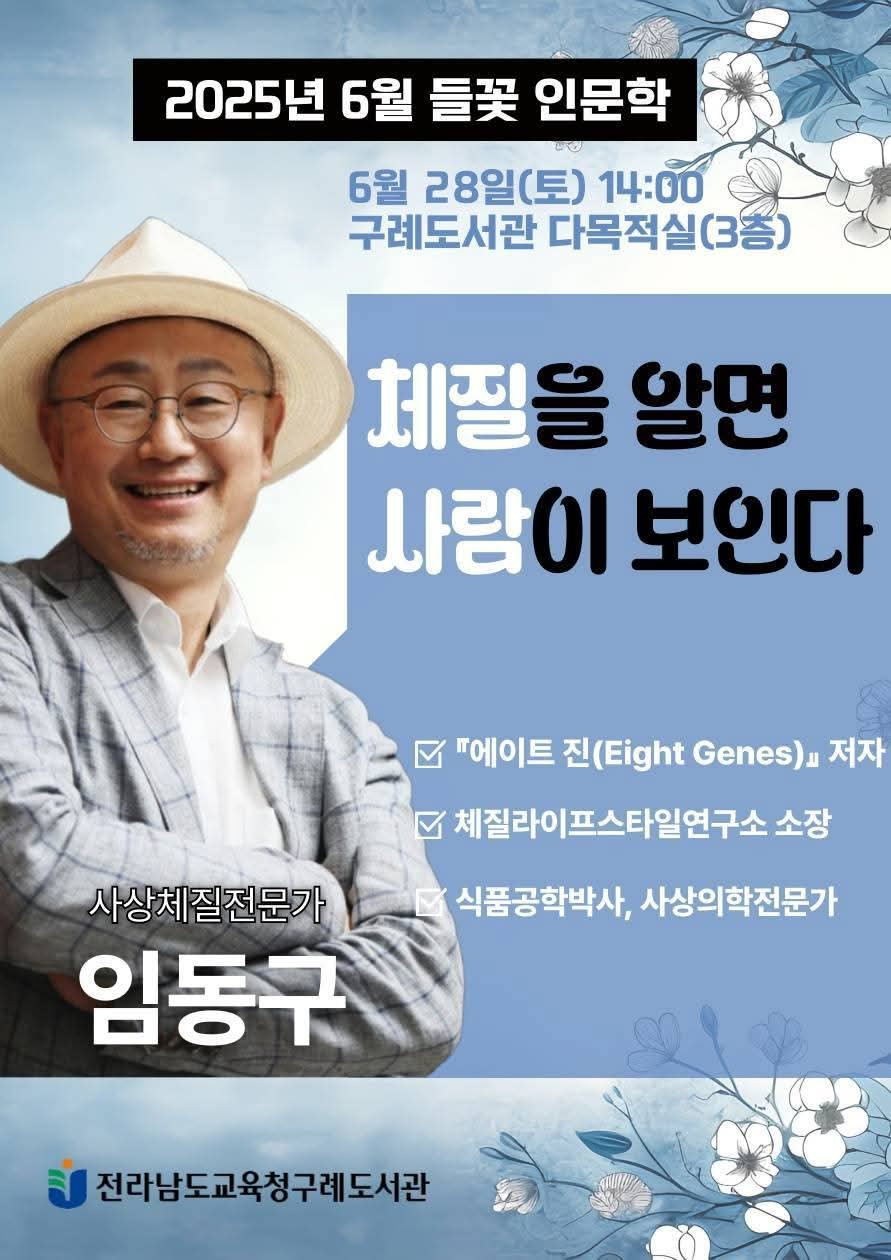 2025년 6월 들꽃 인문학
6월 28일(토) 14:00
구례도서관 다목적실(3층)
체질을 알면
사람이 보인다
『에이트 진(Eight Genes)』 저자
체질라이프스타일연구소 소장
식품공학박사, 사상의학전문가
사상체질전문가
임동구
전라남도교육청구례도서관